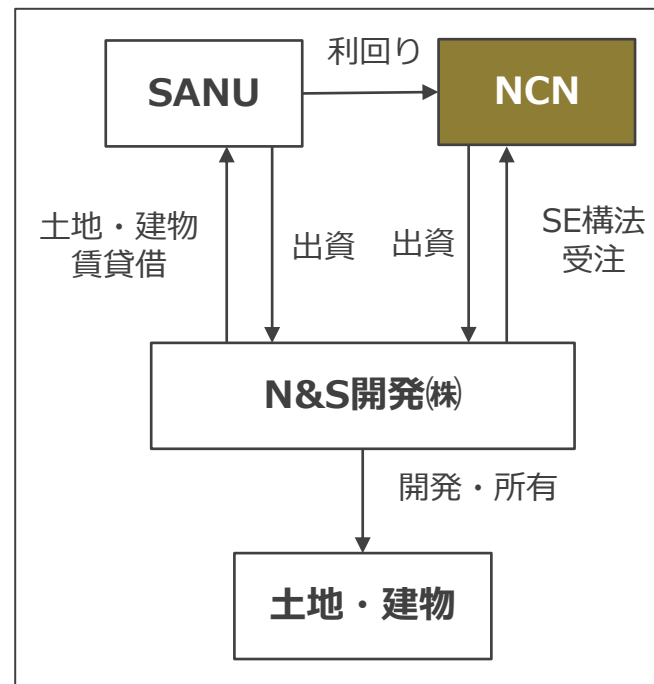 利回り
SANU
NCN
土地・建物
賃貸借
出資
出資
SE構法
受注
N&S開発㈱
開発・所有
土地・建物